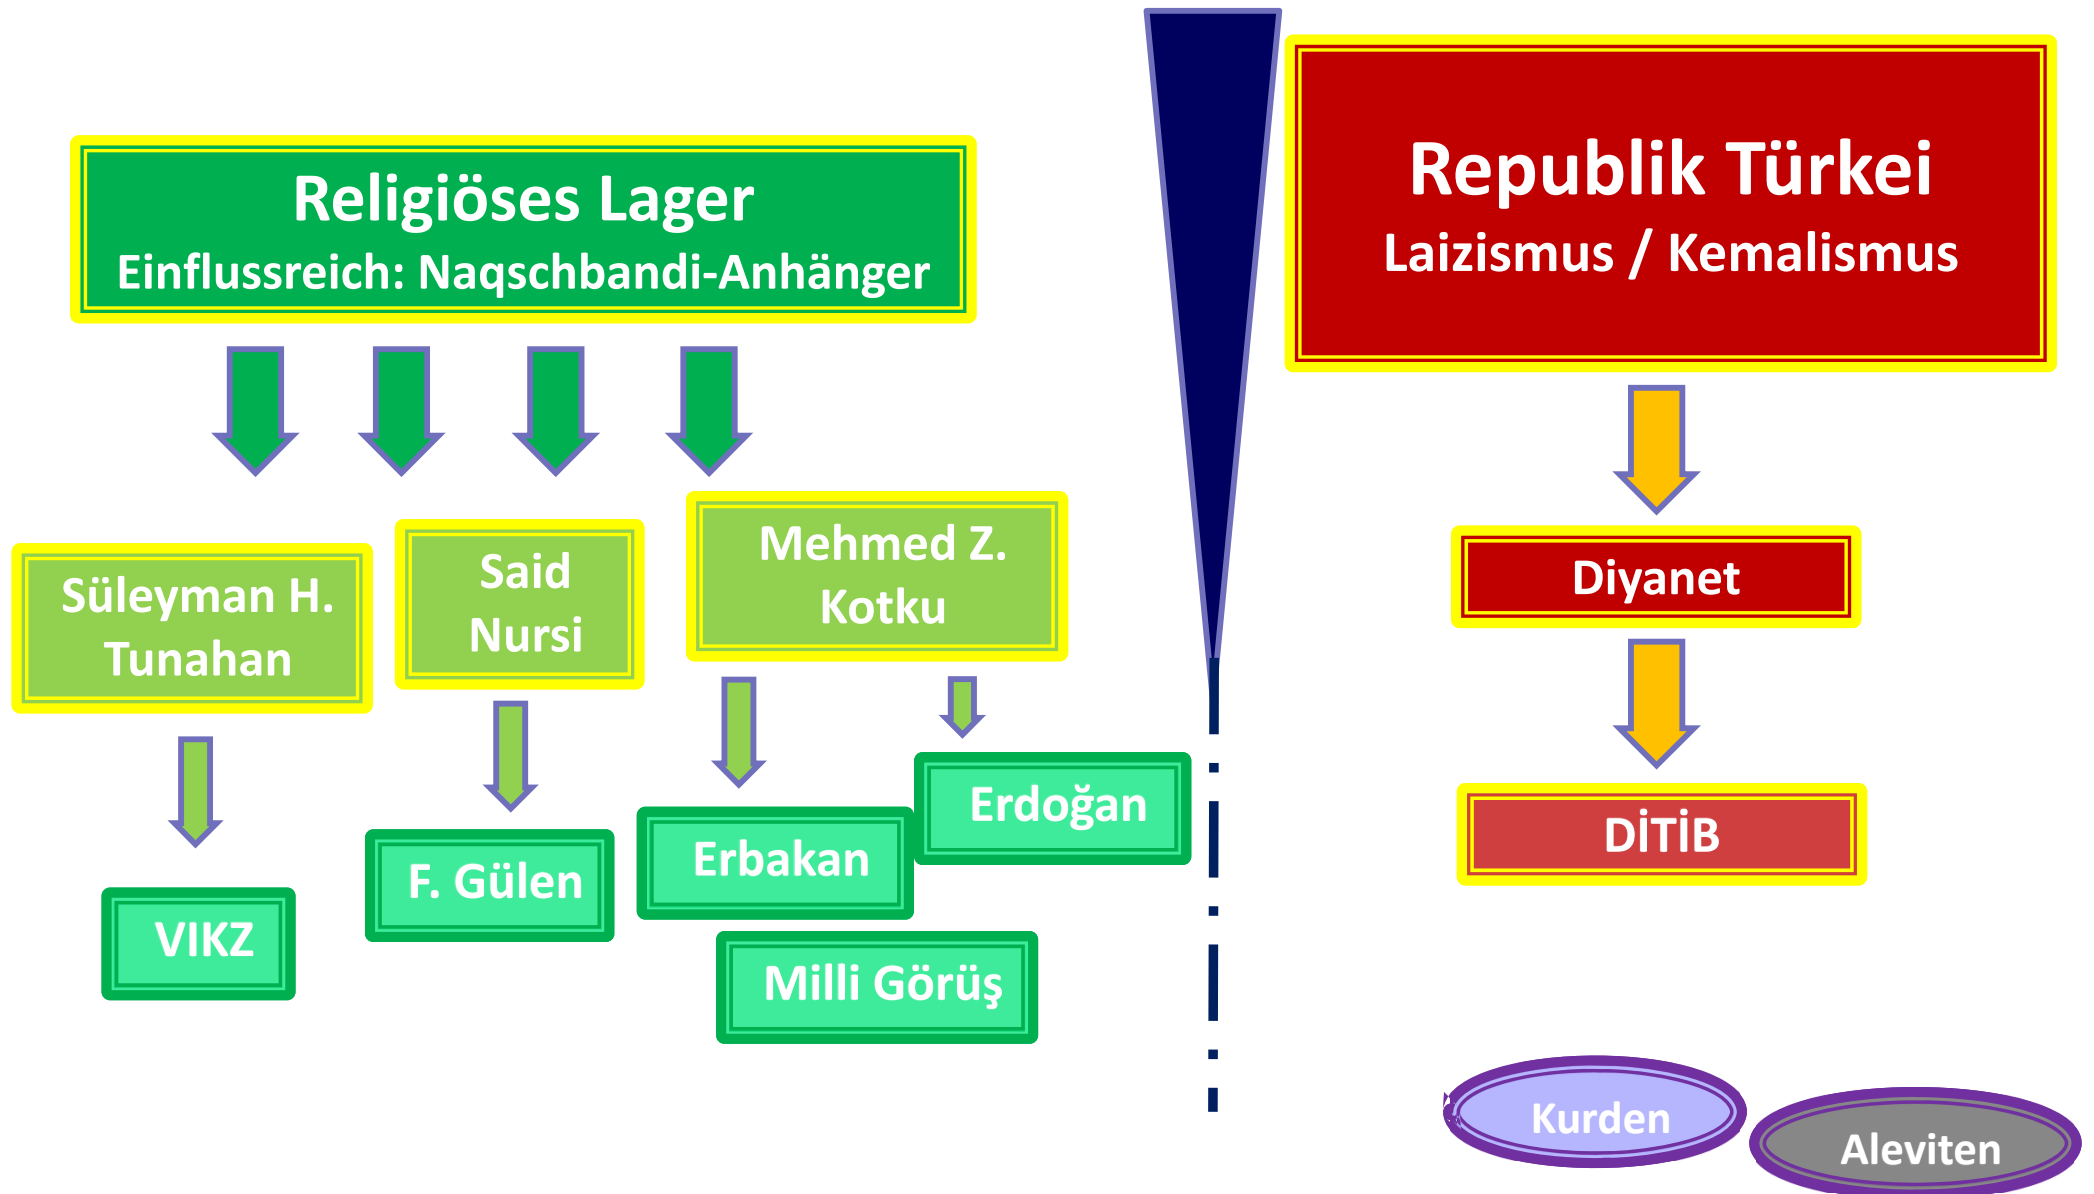 Religiöses Lager
Einflussreich: Naqschbandi-Anhänger
Republik Türkei
Laizismus / Kemalismus
Süleyman H.
Tunahan
Said
Nursi
Mehmed Z.
Kotku
Diyanet
VIKZ
F. Gülen
Erbakan
Erdoğan
Milli Görüş
DİTİB
Kurden
Aleviten